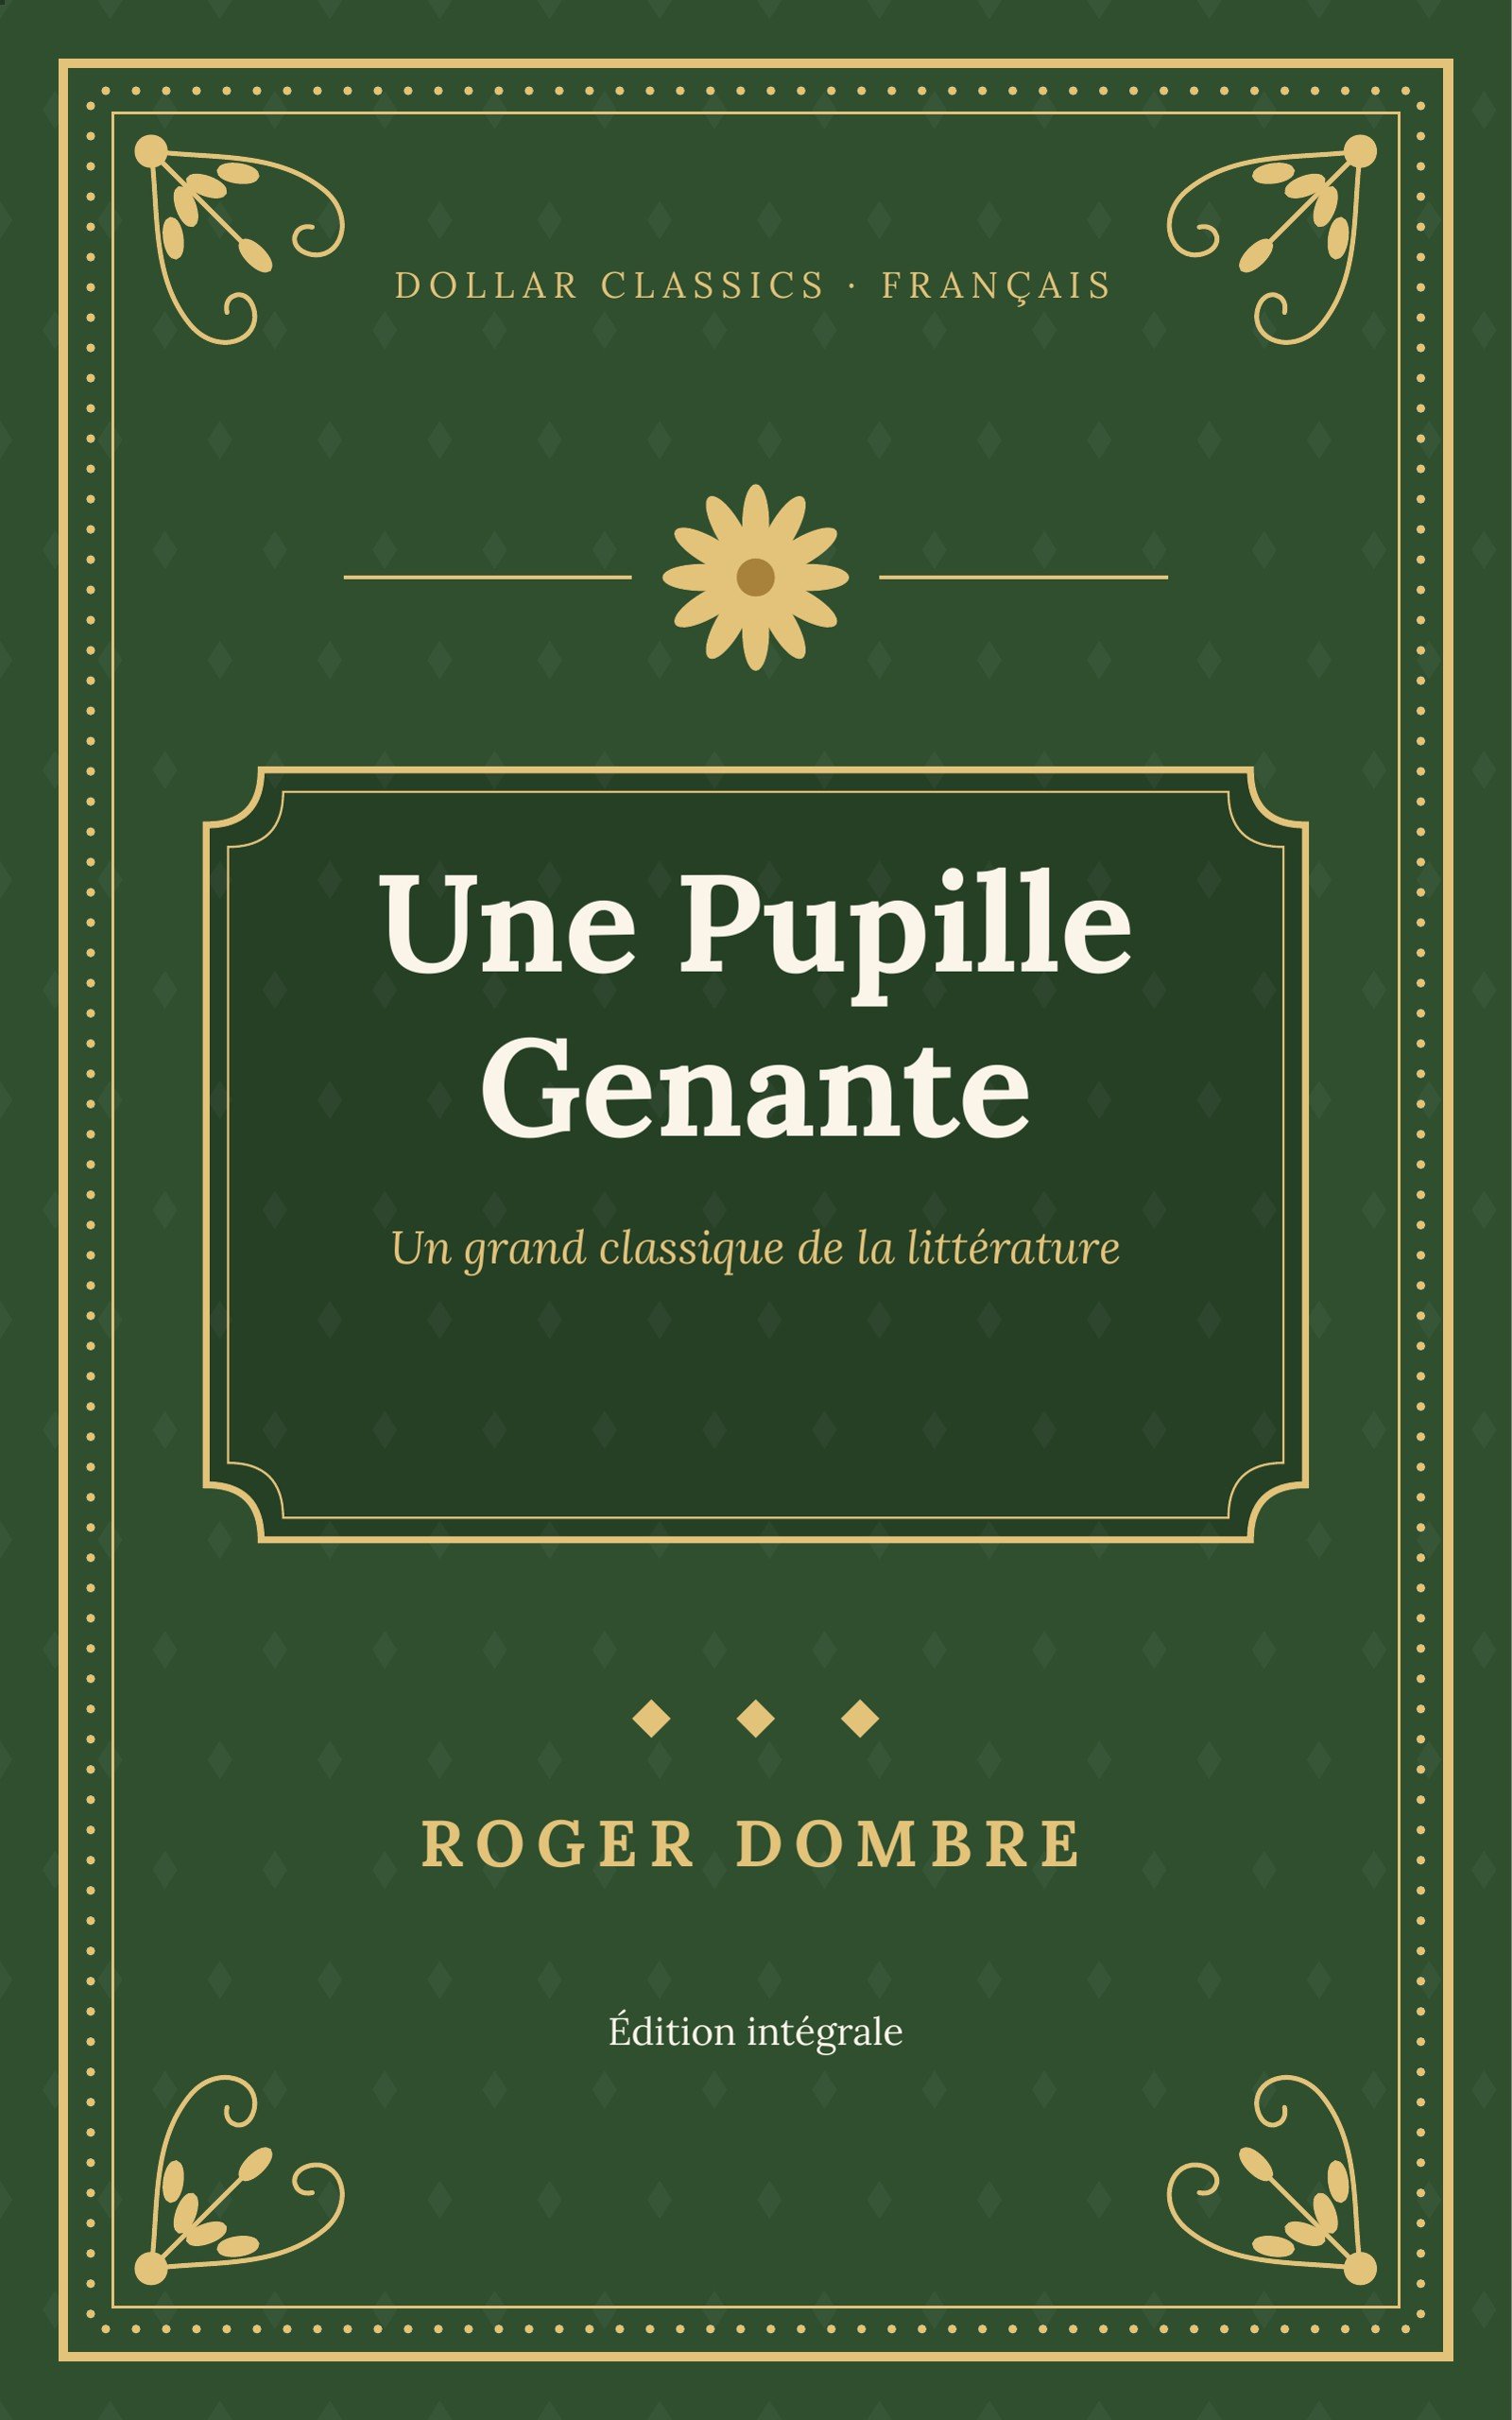 DOLLAR CLASSICS · FRANÇAIS
Une Pupille
Genante
Un grand classique de la littérature
ROGER DOMBRE
Édition intégrale